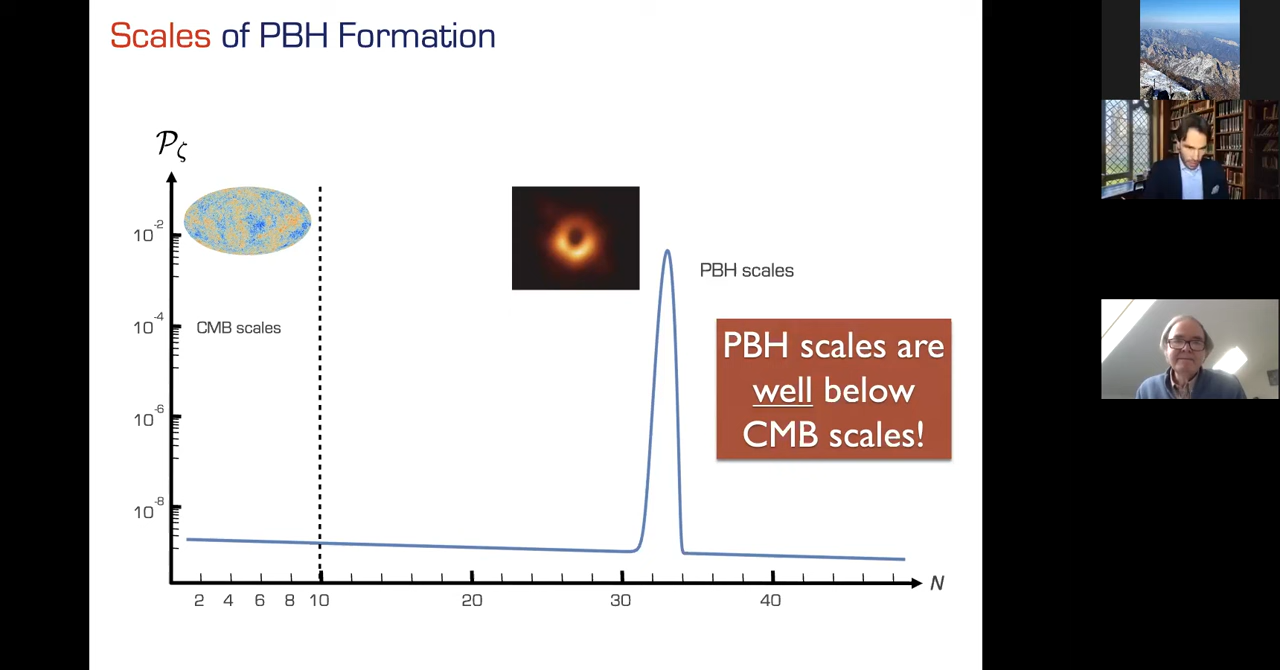 Scales of PBH Formation
𝒫ζ
10-2
10-4
10-6
10-8
CMB scales
PBH scales
PBH scales are
well below
CMB scales!
2 4 6 8 10 20 30 40
N